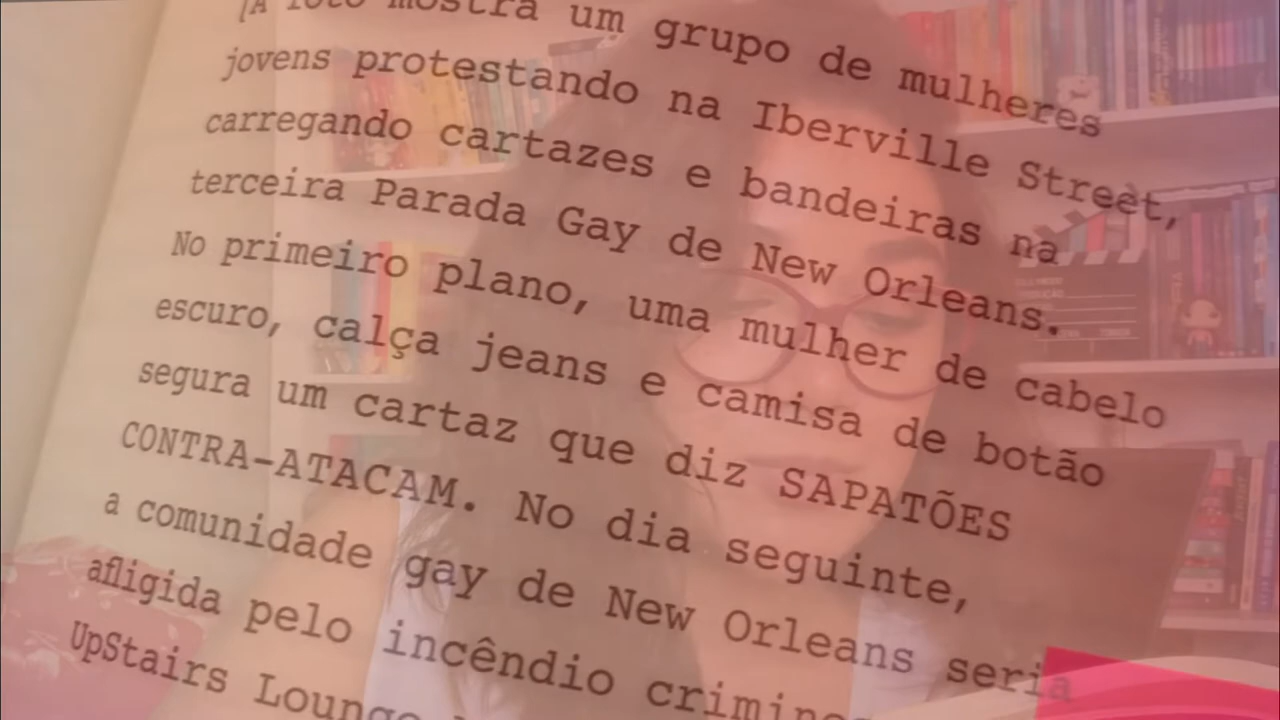 [A foto mostra um grupo de mulheres
jovens protestando na Iberville Street,
carregando cartazes e bandeiras na
terceira Parada Gay de New Orleans.
No primeiro plano, uma mulher de cabelo
escuro, calça jeans e camisa de botão
segura um cartaz que diz SAPATÕES
CONTRA-ATACAM. No dia seguinte,
a comunidade gay de New Orleans seria
afligida pelo incêndio
UpStairs